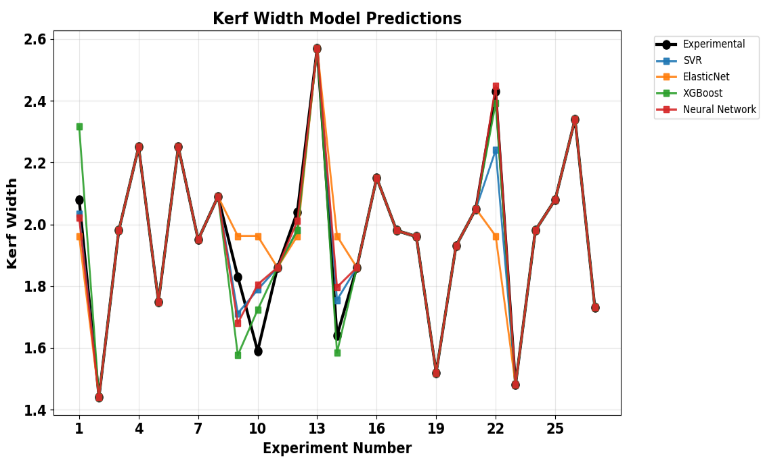 Kerf Width Model Predictions
Experimental
SVR
ElasticNet
XGBoost
Neural Network
Kerf Width
2.6
2.4
2.2
2.0
1.8
1.6
1.4
1 4 7 10 13 16 19 22 25
Experiment Number